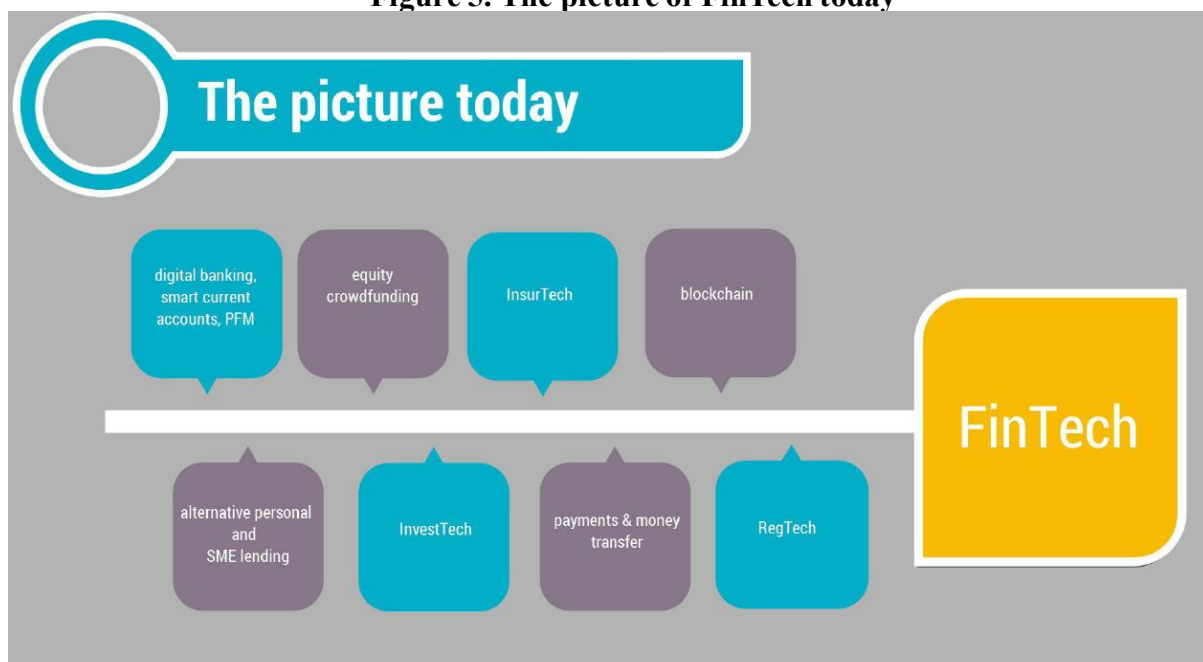 Figure 3. The picture of FinTech today
The picture today
digital banking,
smart current
accounts, PFM
equity
crowdfunding
InsurTech
blockchain
FinTech
alternative personal
and
SME lending
InvestTech
payments & money
transfer
RegTech